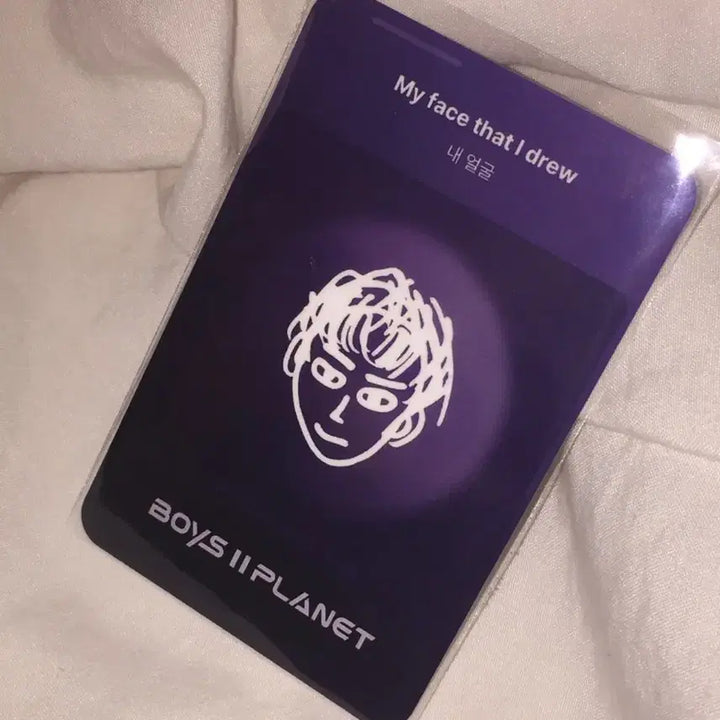 My face that I drew
내 얼굴
BOYS II PLANET